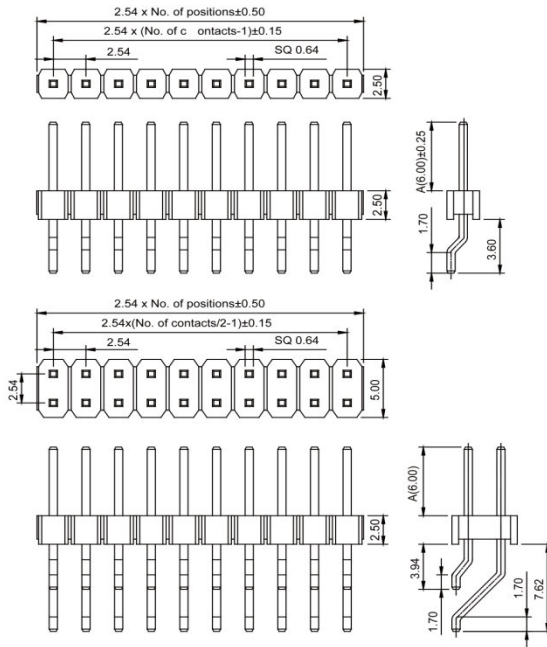 2.54 x No. of positions±0.50
2.54 x (No. of c ontacts-1)±0.15
2.54
SQ 0.64
2.50
A(6.00)±0.25
2.50
1.70
3.60
2.54 x No. of positions±0.50
2.54x(No. of contacts/2-1)±0.15
2.54
SQ 0.64
2.54
5.00
A(6.00)
2.50
3.94
1.70
1.70
7.62